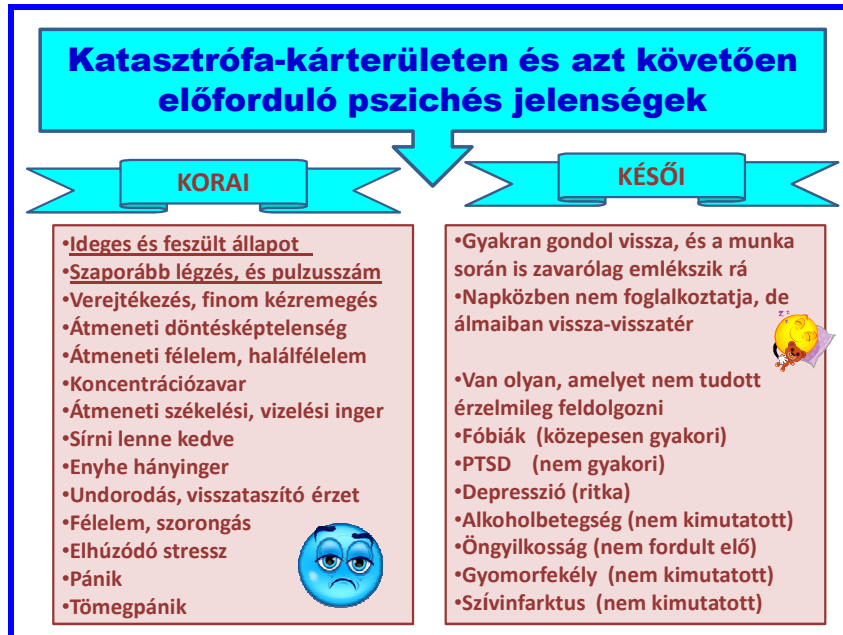 Katasztrófa-kárterületen és azt követően
előforduló pszichés jelenségek
KORAI
•Ideges és feszült állapot
•Szaporább légzés, és pulzusszám
•Verejtékezés, finom kézremegés
•Átmeneti döntésképtelenség
•Átmeneti félelem, halálfélelem
•Koncentrációzavar
•Átmeneti székelési, vizelési inger
•Sírni lenne kedve
•Enyhe hányinger
•Undorodás, visszataszító érzet
•Félelem, szorongás
•Elhúzódó stressz
•Pánik
•Tömegpánik
KÉSŐI
•Gyakran gondol vissza, és a munka
során is zavarólag emlékszik rá
•Napközben nem foglalkoztatja, de
álmaiban vissza-visszatér
•Van olyan, amelyet nem tudott
érzelmileg feldolgozni
•Fóbiák (közepesen gyakori)
•PTSD (nem gyakori)
•Depresszió (ritka)
•Alkoholbetegség (nem kimutatott)
•Öngyilkosság (nem fordult elő)
•Gyomorfekély (nem kimutatott)
•Szívinfarktus (nem kimutatott)